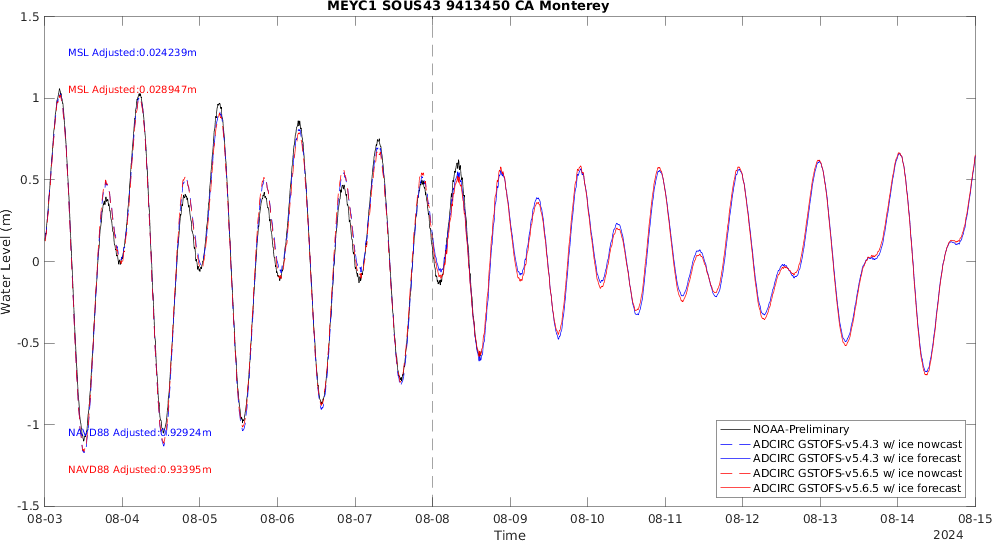 MEYC1 SOUS43 9413450 CA Monterey
1.5
1
0.5
0
-0.5
-1
-1.5
Water Level (m)
MSL Adjusted:0.024239m
MSL Adjusted:0.028947m
NAVD88 Adjusted:0.92924m
NAVD88 Adjusted:0.93395m
NOAA-Preliminary
ADCIRC GSTOFS-v5.4.3 w/ ice nowcast
ADCIRC GSTOFS-v5.4.3 w/ ice forecast
ADCIRC GSTOFS-v5.6.5 w/ ice nowcast
ADCIRC GSTOFS-v5.6.5 w/ ice forecast
08-03 08-04 08-05 08-06 08-07 08-08 08-09 08-10 08-11 08-12 08-13 08-14 08-15
Time
2024